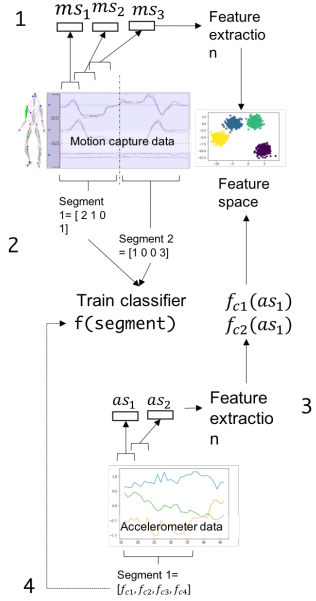 1
ms1 ms2 ms3
Feature
extractio
n
Motion capture data
Feature
space
Segment
1= [ 2 1 0
1]
2
Segment 2
= [1 0 0 3]
Train classifier
f(segment)
fc1(as1)
fc2(as1)
as1 as2
Feature
extractio
n
3
Accelerometer data
Segment 1=
[fc1, fc2, fc3, fc4]
4